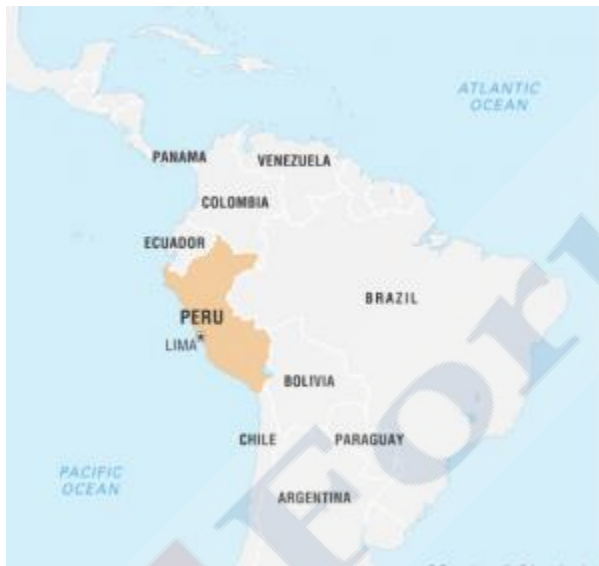 ATLANTIC
OCEAN
PANAMA
VENEZUELA
COLOMBIA
ECUADOR
BRAZIL
PERU
LIMA*
BOLIVIA
CHILE
PARAGUAY
PACIFIC
OCEAN
ARGENTINA